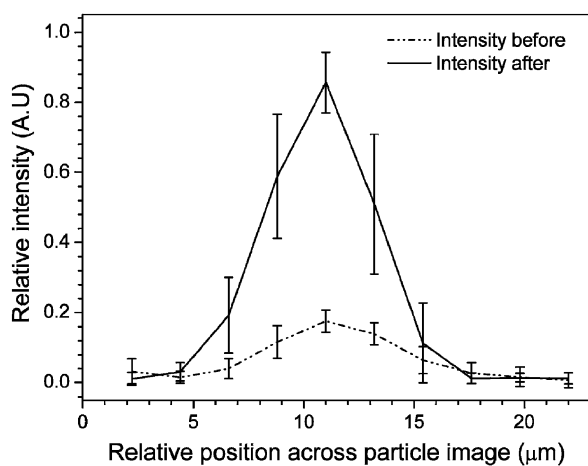 1.0
0.8
0.6
0.4
0.2
0.0
Relative intensity (A.U)
Intensity before
Intensity after
0 5 10 15 20
Relative position across particle image (μm)